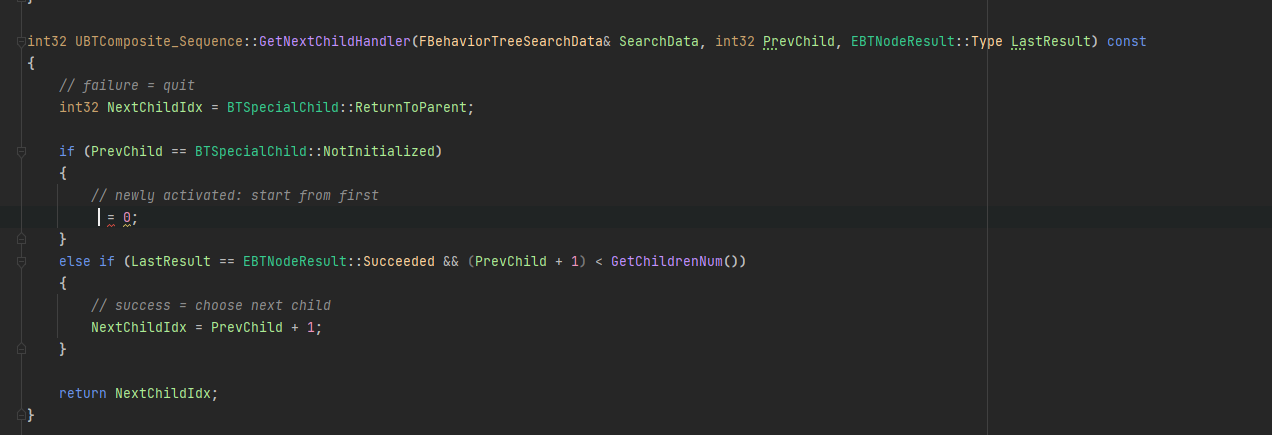 }
int32 UBTComposite_Sequence::GetNextChildHandler(FBehaviorTreeSearchData& SearchData, int32 PrevChild, EBTNodeResult::Type LastResult) const
{
// failure = quit
int32 NextChildIdx = BTSpecialChild::ReturnToParent;
if (PrevChild == BTSpecialChild::NotInitialized)
{
// newly activated: start from first
= 0;
}
else if (LastResult == EBTNodeResult::Succeeded && (PrevChild + 1) < GetChildrenNum())
{
// success = choose next child
NextChildIdx = PrevChild + 1;
}
return NextChildIdx;
}